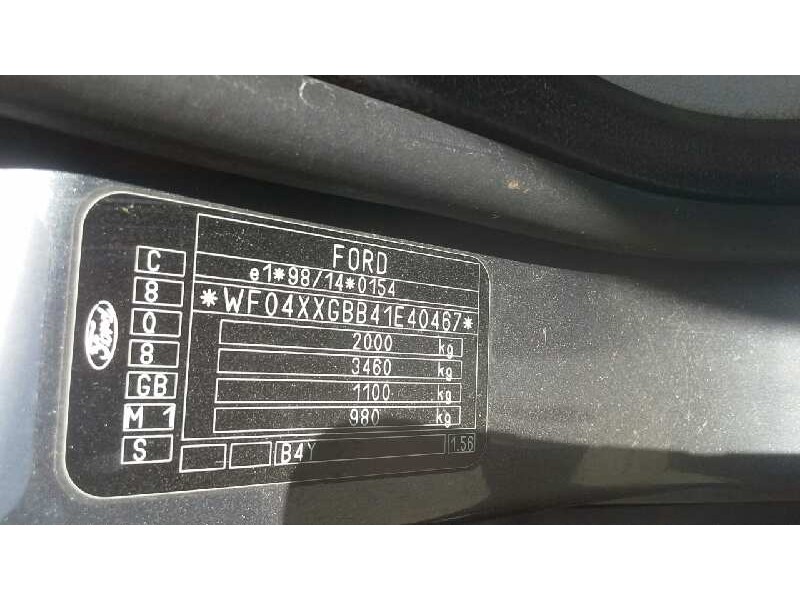 FORD
e1*98/14*0154
*WF04XXGBB41E40467*
2000 kg
3460 kg
1100 kg
980 kg
B4Y 1.56
C
8
Q
8
GB
M 1
S
Ford